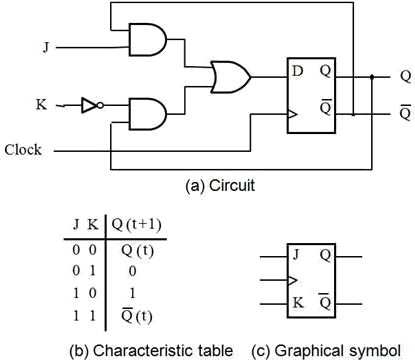 J
D Q Q
K
Q̅ Q̅
Clock
(a) Circuit
J K Q (t+1)
0 0 Q (t)
0 1 0
1 0 1
1 1 Q̅ (t)
J Q
K Q̅
(b) Characteristic table (c) Graphical symbol